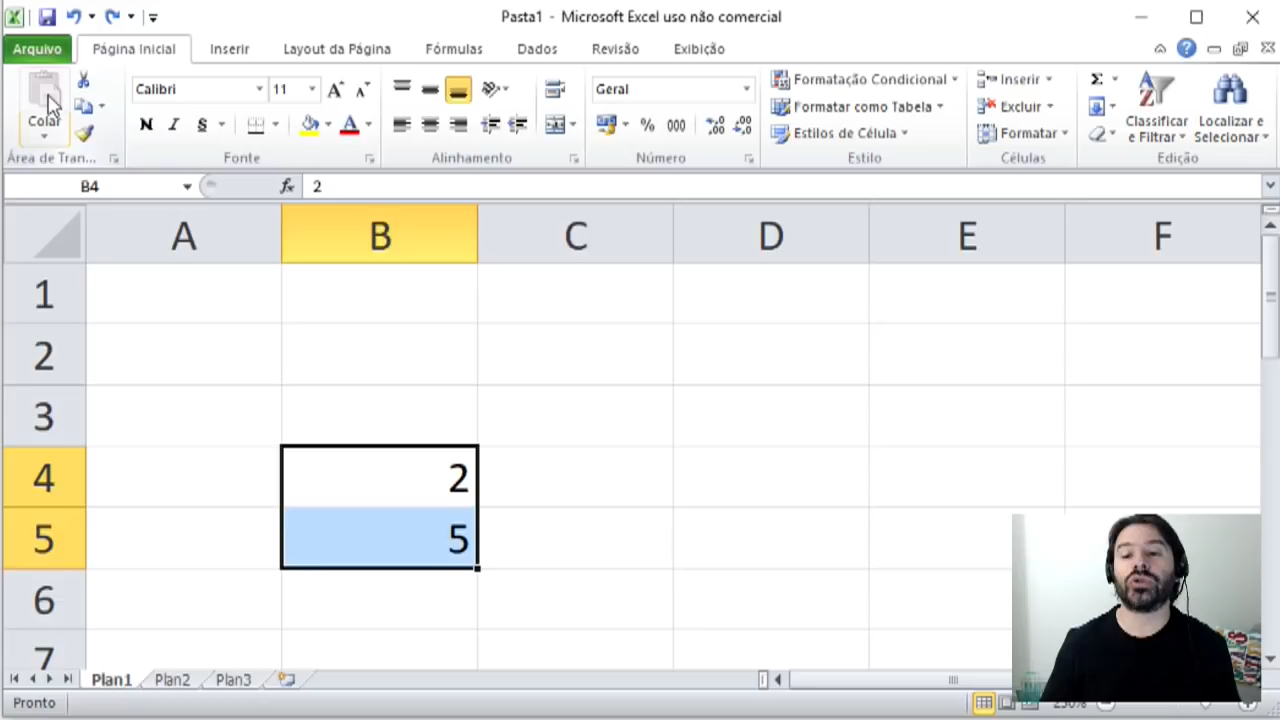 Pasta1 - Microsoft Excel uso não comercial
Arquivo Página Inicial Inserir Layout da Página Fórmulas Dados Revisão Exibição
Calibri 11 Geral Formatação Condicional Inserir Σ
Colar Formatar como Tabela Excluir Classificar e Filtrar Localizar e Selecionar
N I S % 000 Estilos de Célula Formatar
Área de Tran... Fonte Alinhamento Número Estilo Células Edição
B4 fx 2
A B C D E F
1
2
3
4 2
5 5
6
7
Plan1 Plan2 Plan3
Pronto